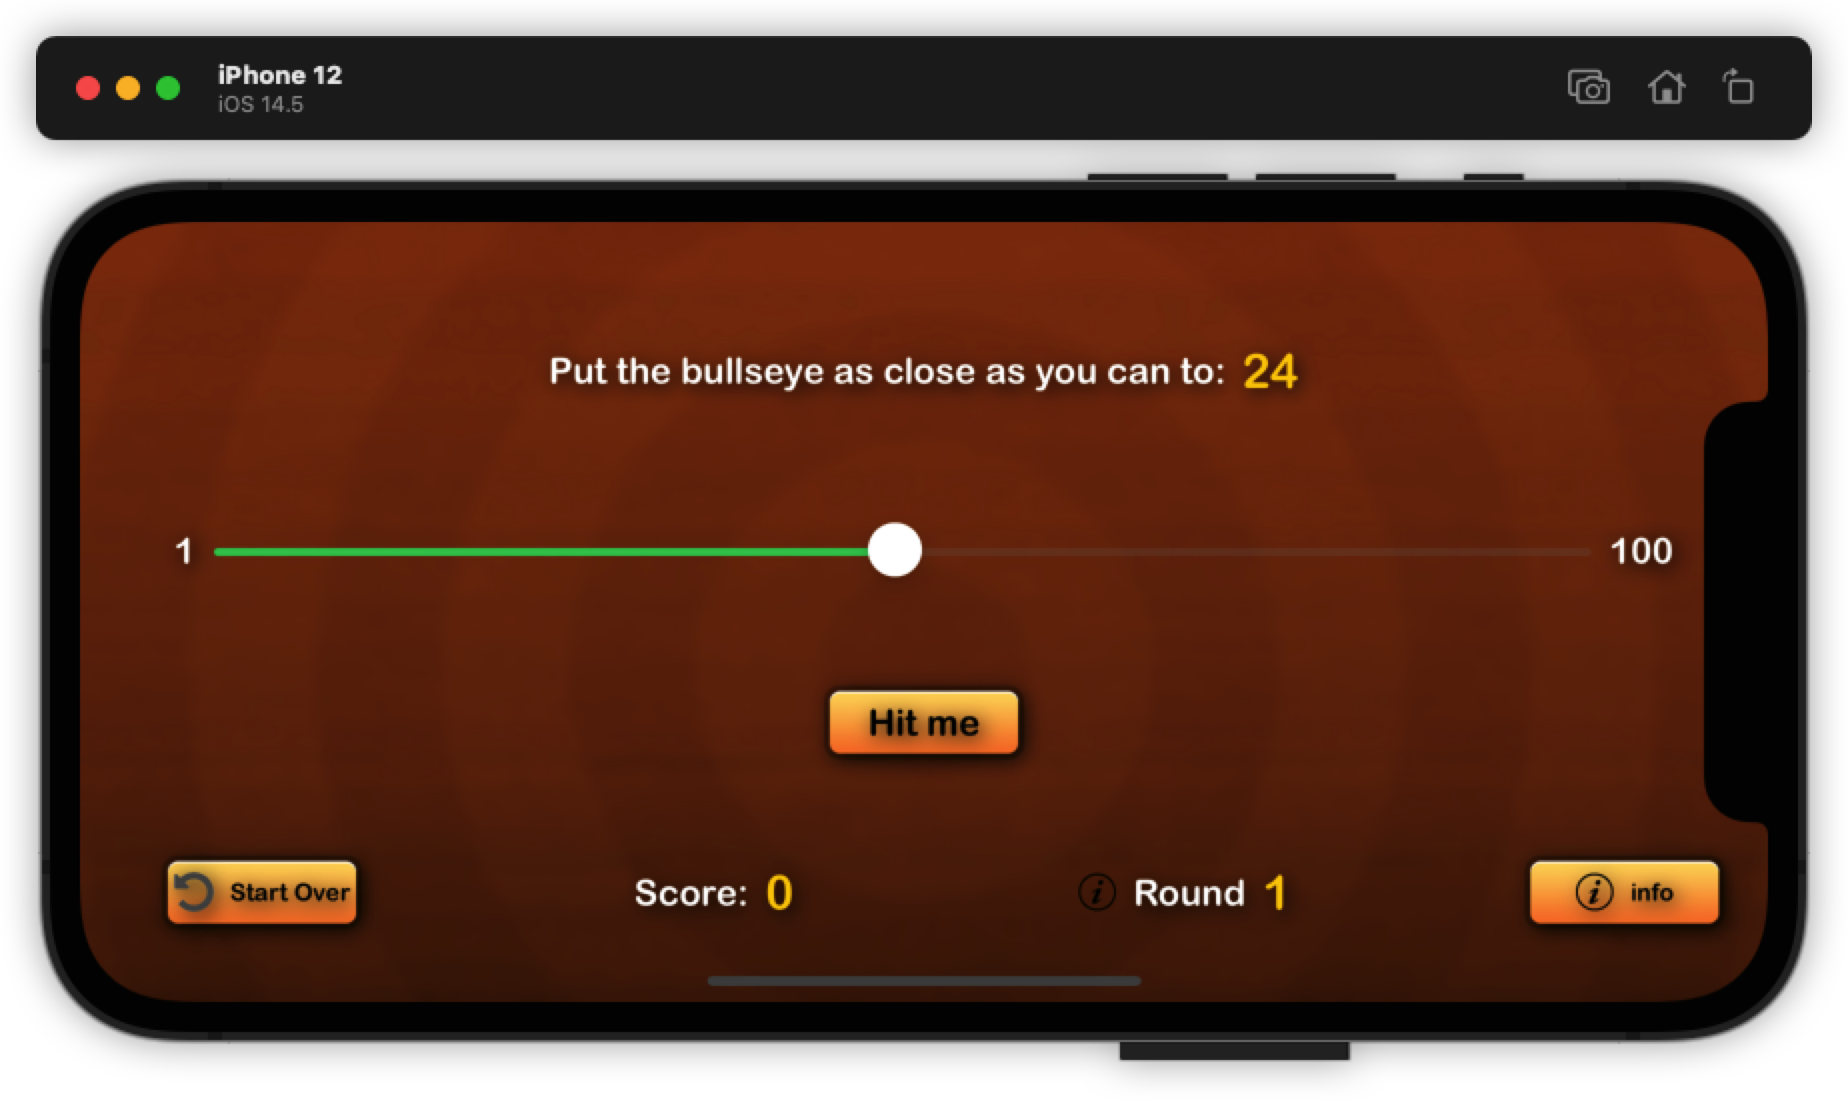 iPhone 12
iOS 14.5
Put the bullseye as close as you can to: 24
1 100
Hit me
Start Over Score: 0 Round 1 info